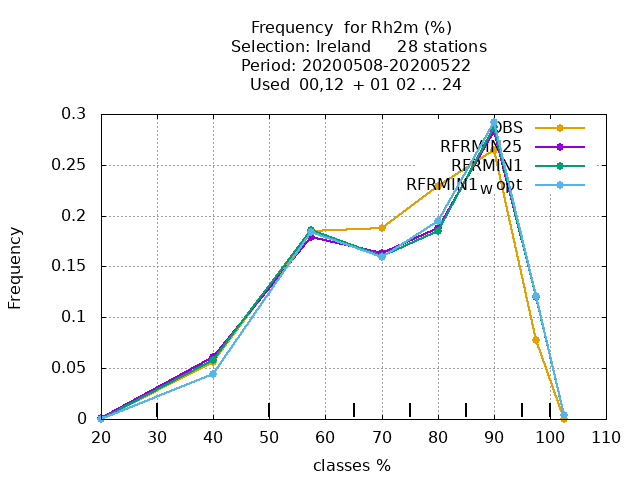 Frequency for Rh2m (%)
Selection: Ireland 28 stations
Period: 20200508-20200522
Used 00,12 + 01 02 ... 24
0.3
0.25
0.2
0.15
0.1
0.05
0
Frequency
OBS
RFRMIN25
RFRMIN1
RFRMIN1w opt
20 30 40 50 60 70 80 90 100 110
classes %